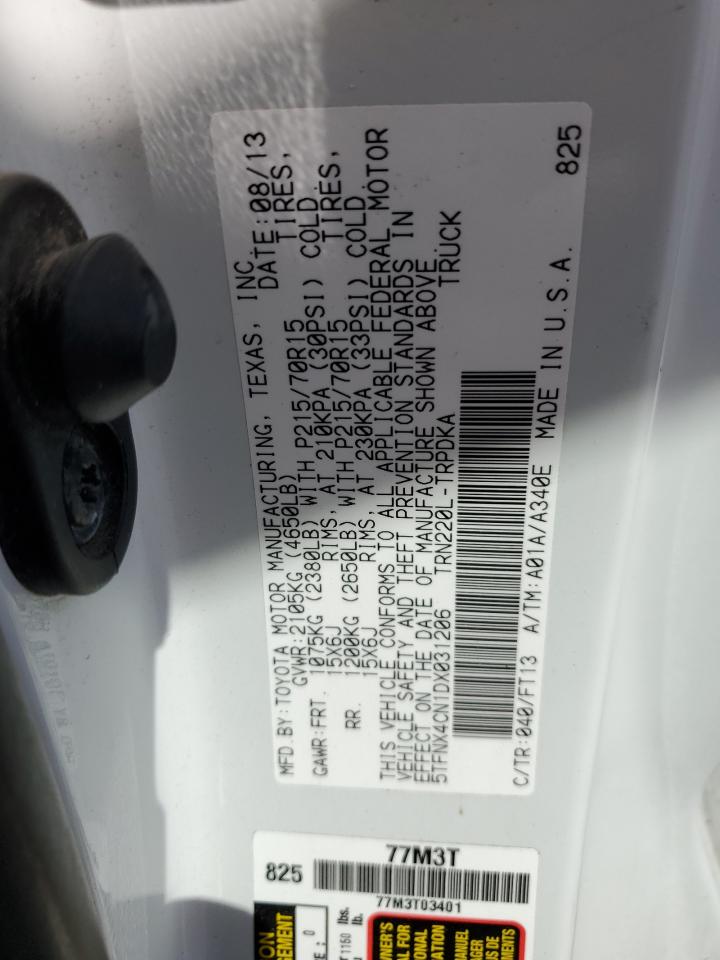 MFD.BY:TOYOTA MOTOR MANUFACTURING, TEXAS, INC.
GVWR:2105KG (4650LB) DATE:08/13
GAWR:FRT. 1075KG (2380LB) WITH P215/70R15 TIRES,
15X6J RIMS, AT 210KPA (30PSI) COLD
RR. 1200KG (2650LB) WITH P215/70R15 TIRES,
15X6J RIMS, AT 230KPA (33PSI) COLD
THIS VEHICLE CONFORMS TO ALL APPLICABLE FEDERAL MOTOR
VEHICLE SAFETY AND THEFT PREVENTION STANDARDS IN
EFFECT ON THE DATE OF MANUFACTURE SHOWN ABOVE.
5TFNX4CN1DX031206 TRN220L-TRPDKA TRUCK
C/TR:040/FT13 A/TM:A01A/A340E MADE IN U.S.A. 825
77M3T
825
77M3T03401
0
1150 lbs.
lb.